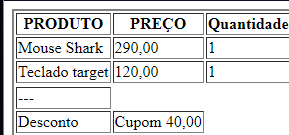 PRODUTO PREÇO Quantidade
Mouse Shark 290,00 1
Teclado target 120,00 1
---
Desconto Cupom 40,00